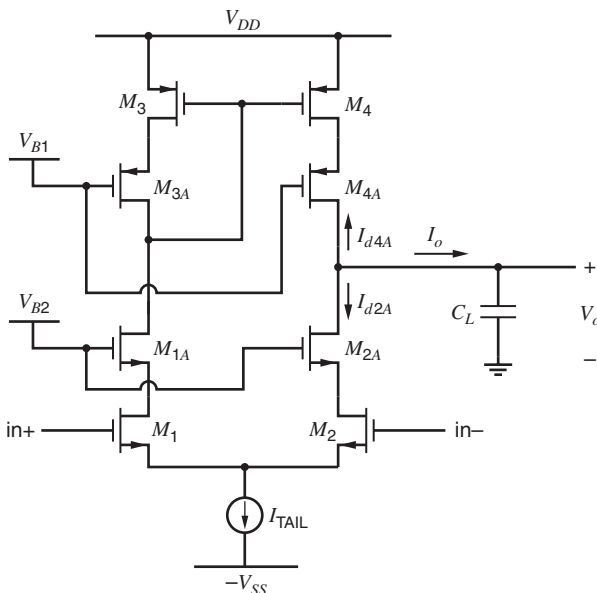 V_DD
M_3
M_4
V_B1
M_3A
M_4A
I_d4A
I_o
+
V_B2
I_d2A
C_L
M_1A
M_2A
−
in+
M_1
M_2
in−
I_TAIL
−V_SS